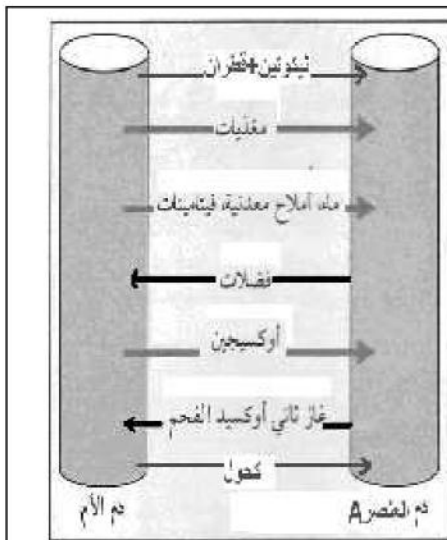 نيكوتين+قطران
مغذيات
ماء، أملاح معدنية، فيتامينات
فضلات
أوكسيجين
غاز ثاني أوكسيد الفحم
كحول
دم الأم
دم العنصر A